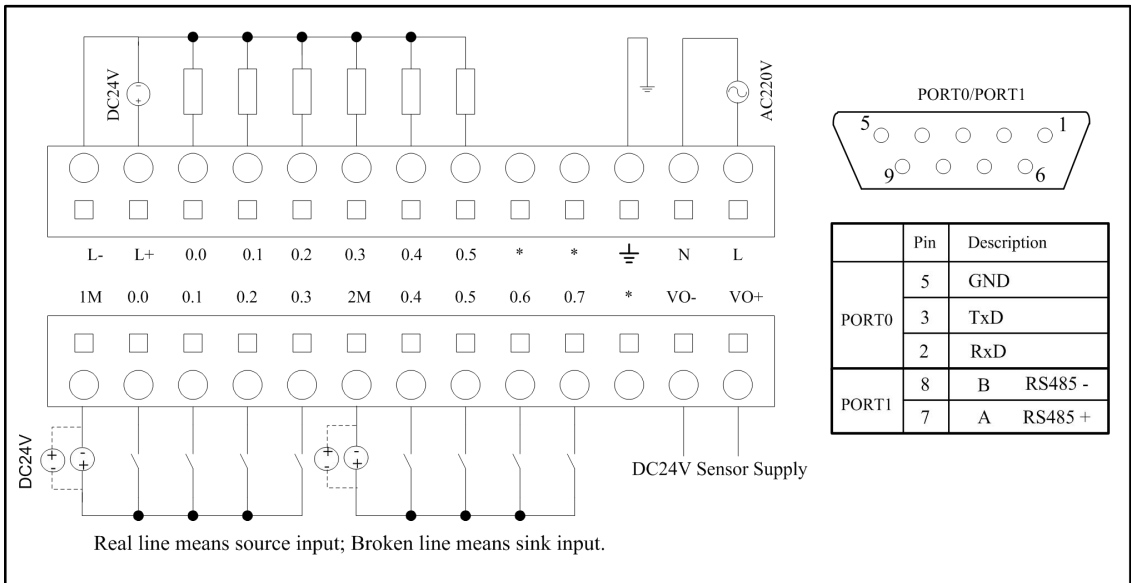 DC24V
AC220V
L- L+ 0.0 0.1 0.2 0.3 0.4 0.5 * * N L
1M 0.0 0.1 0.2 0.3 2M 0.4 0.5 0.6 0.7 * VO- VO+
DC24V
DC24V Sensor Supply
Real line means source input; Broken line means sink input.
PORT0/PORT1
5 1
9 6
Pin Description
PORT0
5 GND
3 TxD
2 RxD
PORT1
8 B RS485 -
7 A RS485 +